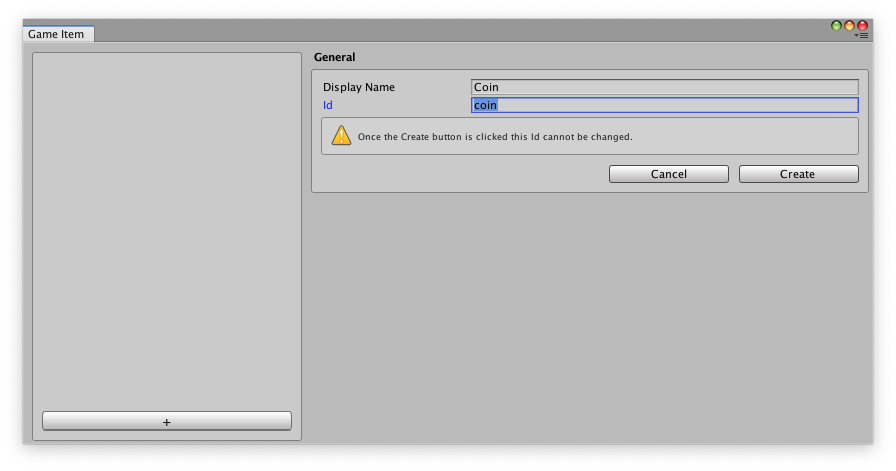 Game Item
General
Display Name Coin
Id coin
Once the Create button is clicked this Id cannot be changed.
Cancel Create
+